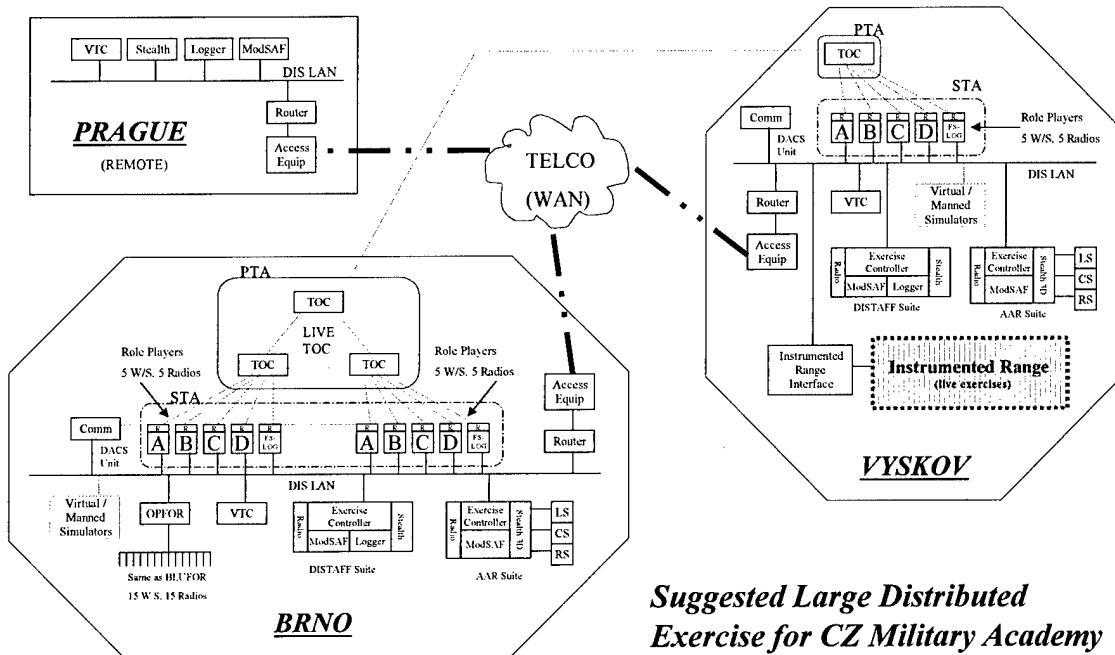 VTC
Stealth
Logger
ModSAF
DIS LAN
Router
Access
Equip
PRAGUE
(REMOTE)
TELCO
(WAN)
PTA
TOC
STA
Comm
DACS
Unit
R
A
R
B
R
C
R
D
R
FS-
LOG
Role Players
5 W/S. 5 Radios
DIS LAN
Router
VTC
Virtual /
Manned
Simulators
Access
Equip
Radio
Exercise
Controller
ModSAF
Logger
Stealth
DISTAFF Suite
Radio
Exercise
Controller
ModSAF
Stealth 3D
LS
CS
RS
AAR Suite
Instrumented
Range
Interface
Instrumented Range
(live exercises)
VYSKOV
PTA
TOC
LIVE
TOC
TOC
TOC
Role Players
5 W/S. 5 Radios
Role Players
5 W/S. 5 Radios
STA
Access
Equip
Router
Comm
DACS
Unit
R
A
R
B
R
C
R
D
R
FS-
LOG
R
A
R
B
R
C
R
D
R
FS-
LOG
DIS LAN
Virtual /
Manned
Simulators
OPFOR
VTC
Same as BLUFOR
15 W S. 15 Radios
Radio
Exercise
Controller
ModSAF
Logger
Stealth
DISTAFF Suite
Radio
Exercise
Controller
ModSAF
Stealth 3D
LS
CS
RS
AAR Suite
BRNO
Suggested Large Distributed
Exercise for CZ Military Academy